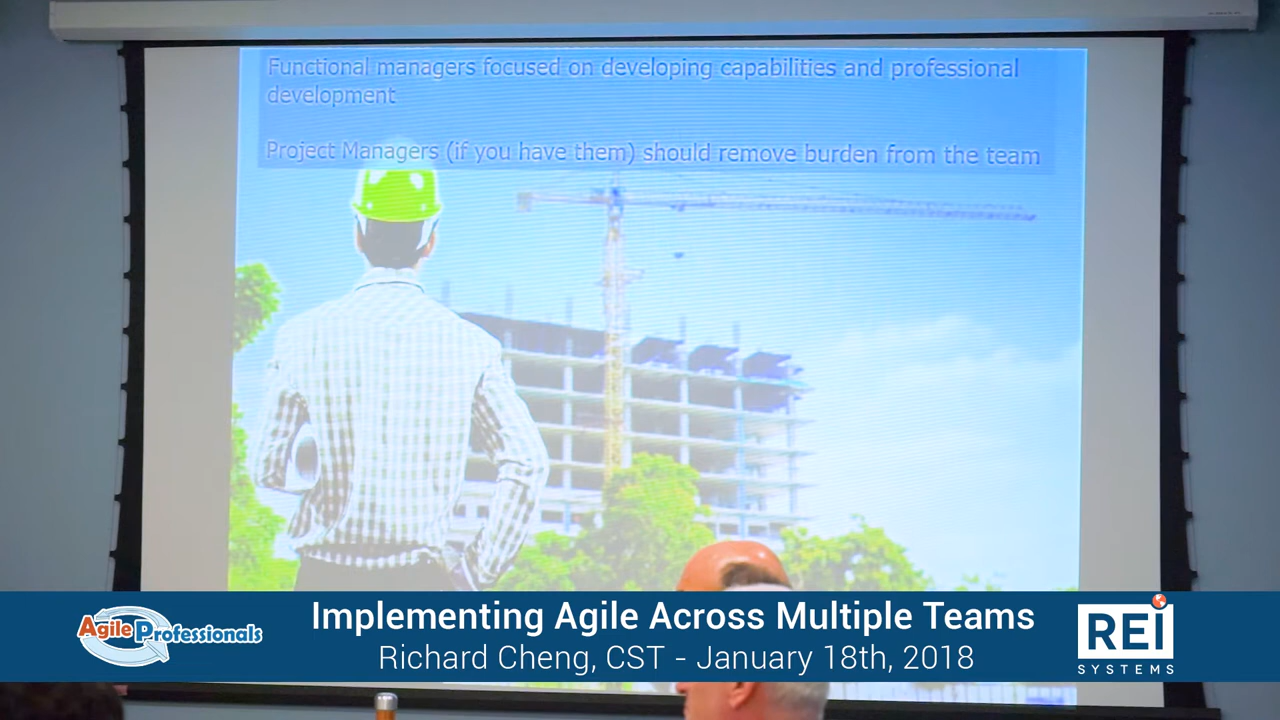 Functional managers focused on developing capabilities and professional
development
Project Managers (if you have them) should remove burden from the team
Agile Professionals
Implementing Agile Across Multiple Teams
Richard Cheng, CST - January 18th, 2018
REI
SYSTEMS